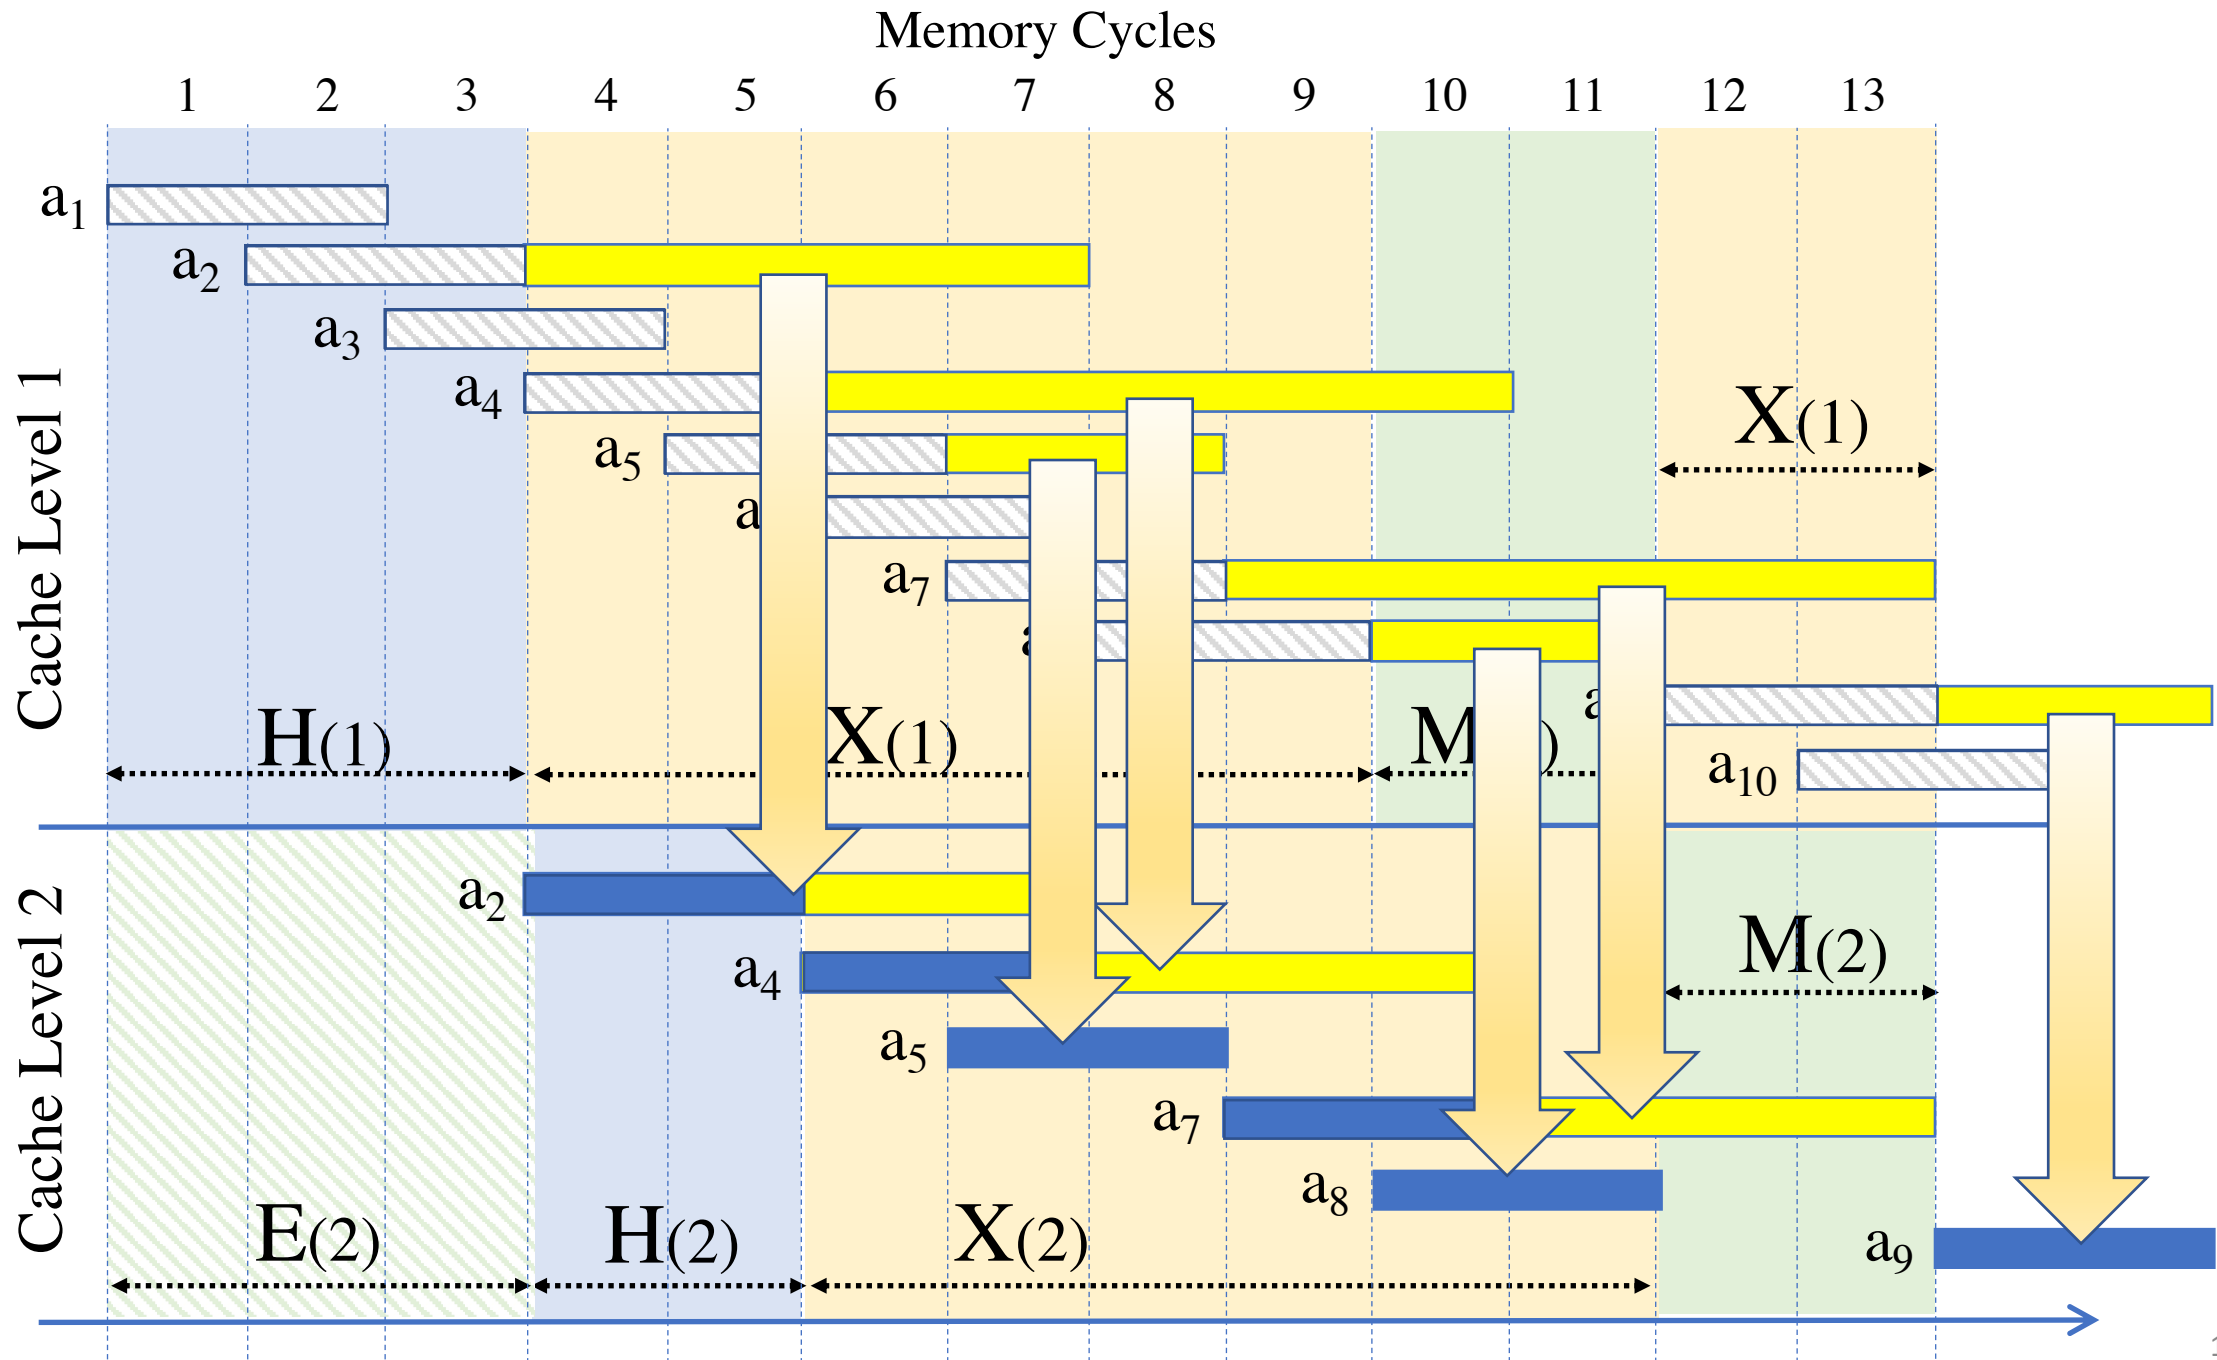 Memory Cycles
1 2 3 4 5 6 7 8 9 10 11 12 13
Cache Level 1
a1
a2
a3
a4
a5
a
a7
a
a
a10
X(1)
H(1) X(1) M )
Cache Level 2
a2
a4
a5
a7
a8
a9
M(2)
E(2) H(2) X(2)